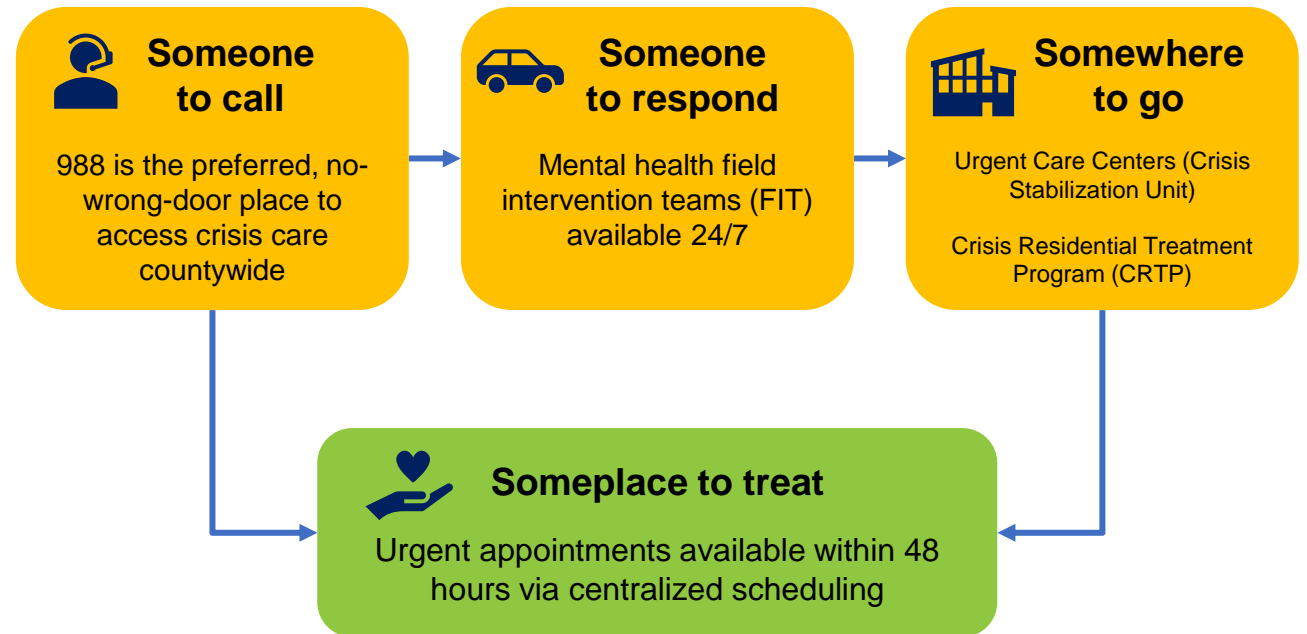 Someone
to call
988 is the preferred, no-
wrong-door place to
access crisis care
countywide
Someone
to respond
Mental health field
intervention teams (FIT)
available 24/7
Somewhere
to go
Urgent Care Centers (Crisis
Stabilization Unit)
Crisis Residential Treatment
Program (CRTP)
Someplace to treat
Urgent appointments available within 48
hours via centralized scheduling